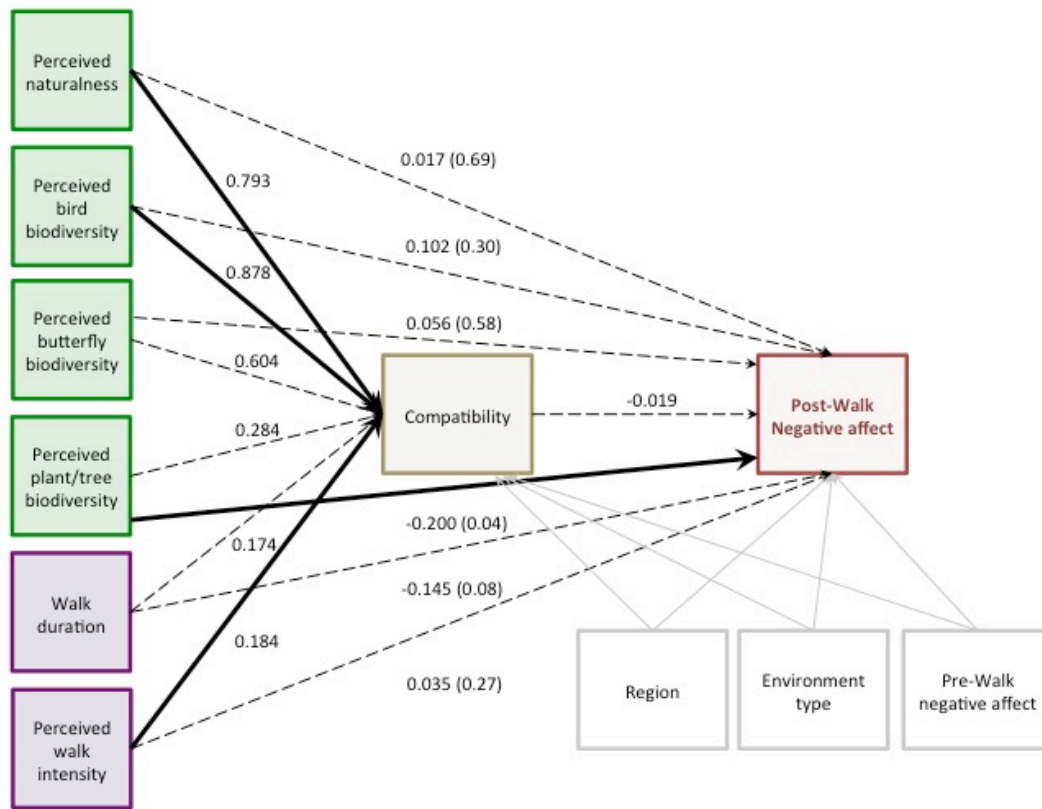 Perceived
naturalness
0.017 (0.69)
0.793
Perceived
bird
biodiversity
0.102 (0.30)
0.878
Perceived
butterfly
biodiversity
0.056 (0.58)
0.604
Compatibility
-0.019
Post-Walk
Negative affect
Perceived
plant/tree
biodiversity
0.284
-0.200 (0.04)
0.174
Walk
duration
-0.145 (0.08)
0.184
0.035 (0.27)
Perceived
walk
intensity
Region
Environment
type
Pre-Walk
negative affect